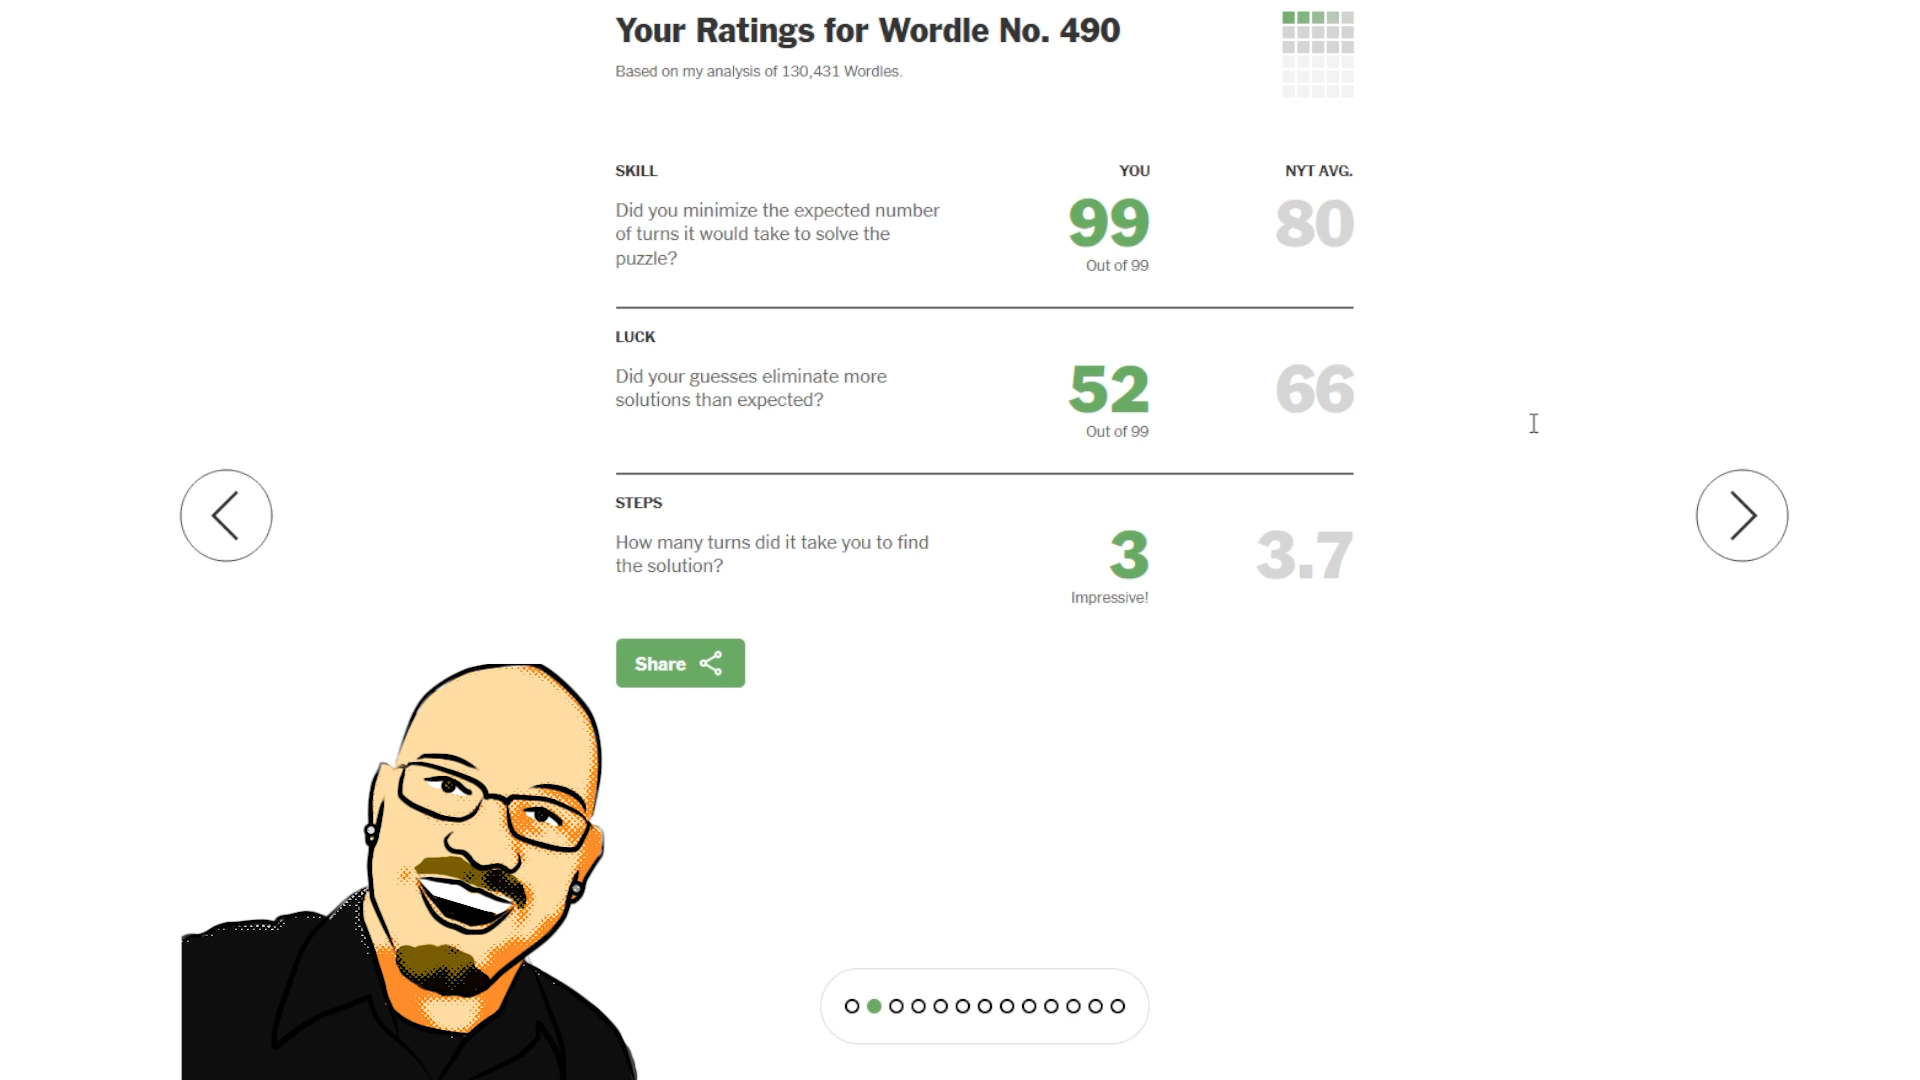 Your Ratings for Wordle No. 490
Based on my analysis of 130,431 Wordles.
SKILL YOU NYT AVG.
Did you minimize the expected number
of turns it would take to solve the
puzzle?
99 80
Out of 99
LUCK
Did your guesses eliminate more
solutions than expected?
52 66
Out of 99
STEPS
How many turns did it take you to find
the solution?
3 3.7
Impressive!
Share